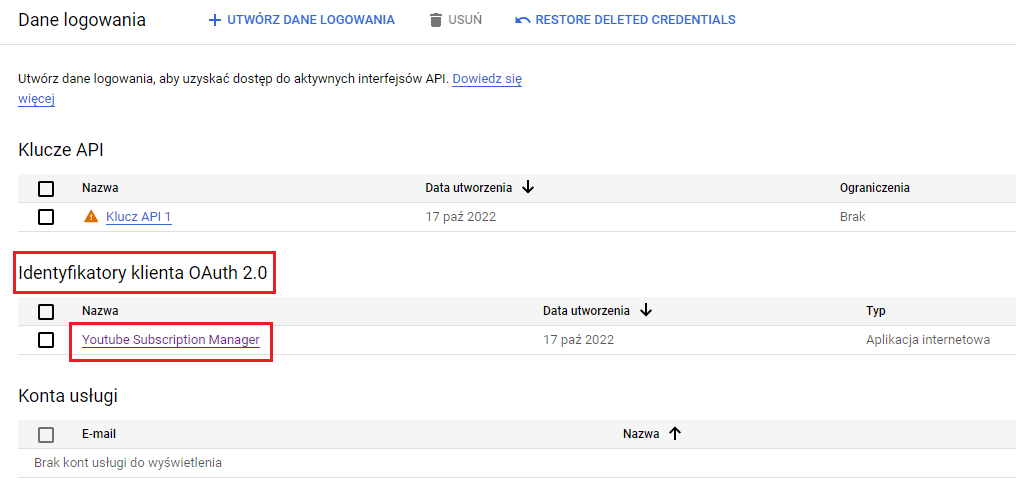 Dane logowania
UTWÓRZ DANE LOGOWANIA
USUŃ
RESTORE DELETED CREDENTIALS
Utwórz dane logowania, aby uzyskać dostęp do aktywnych interfejsów API. Dowiedz się
więcej
Klucze API
Nazwa Data utworzenia Ograniczenia
Klucz API 1 17 paź 2022 Brak
Identyfikatory klienta OAuth 2.0
Nazwa Data utworzenia Typ
Youtube Subscription Manager 17 paź 2022 Aplikacja internetowa
Konta usługi
E-mail Nazwa
Brak kont usługi do wyświetlenia